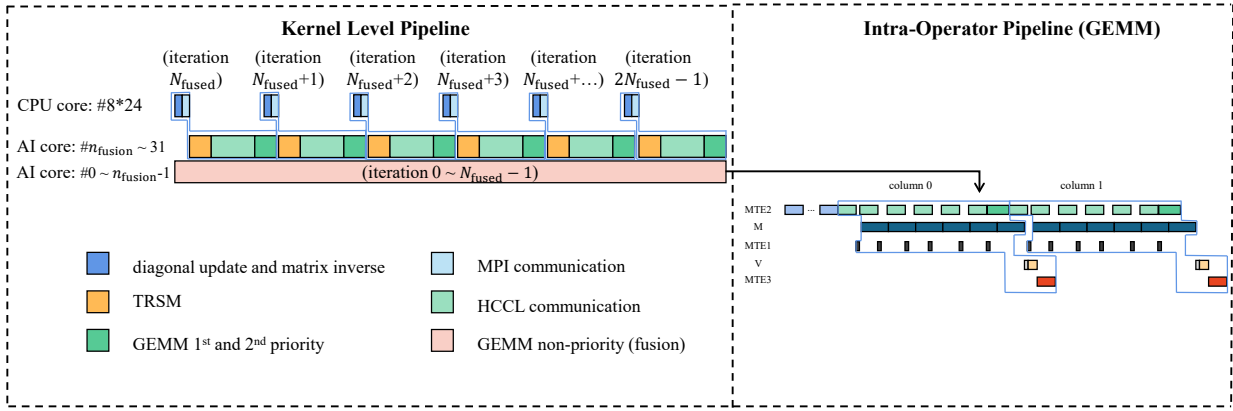 Kernel Level Pipeline
(iteration N_fused)
(iteration N_fused+1)
(iteration N_fused+2)
(iteration N_fused+3)
(iteration N_fused+…)
(iteration 2N_fused − 1)
CPU core: #8*24
AI core: #n_fusion ~ 31
AI core: #0 ~ n_fusion-1
(iteration 0 ~ N_fused − 1)
diagonal update and matrix inverse
MPI communication
TRSM
HCCL communication
GEMM 1st and 2nd priority
GEMM non-priority (fusion)
Intra-Operator Pipeline (GEMM)
column 0
column 1
MTE2
...
M
MTE1
V
MTE3